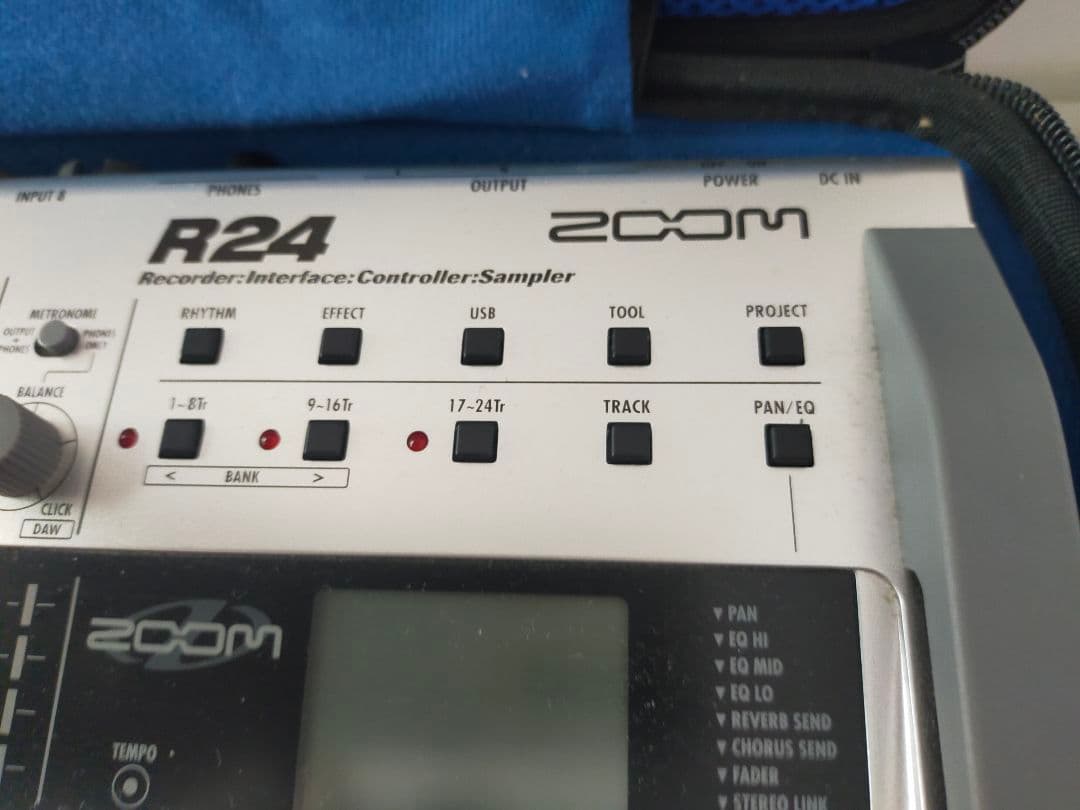 INPUT 8 PHONES OUTPUT POWER DC IN
R24 ZOOM
Recorder:Interface:Controller:Sampler
METRONOME
OUTPUT + PHONES
PHONES ONLY
RHYTHM EFFECT USB TOOL PROJECT
BALANCE
1~8Tr 9~16Tr 17~24Tr TRACK PAN/EQ
< BANK >
CLICK
DAW
ZOOM
▼ PAN
▼ EQ HI
▼ EQ MID
▼ EQ LO
▼ REVERB SEND
▼ CHORUS SEND
▼ FADER
▼ STEREO LINK
TEMPO